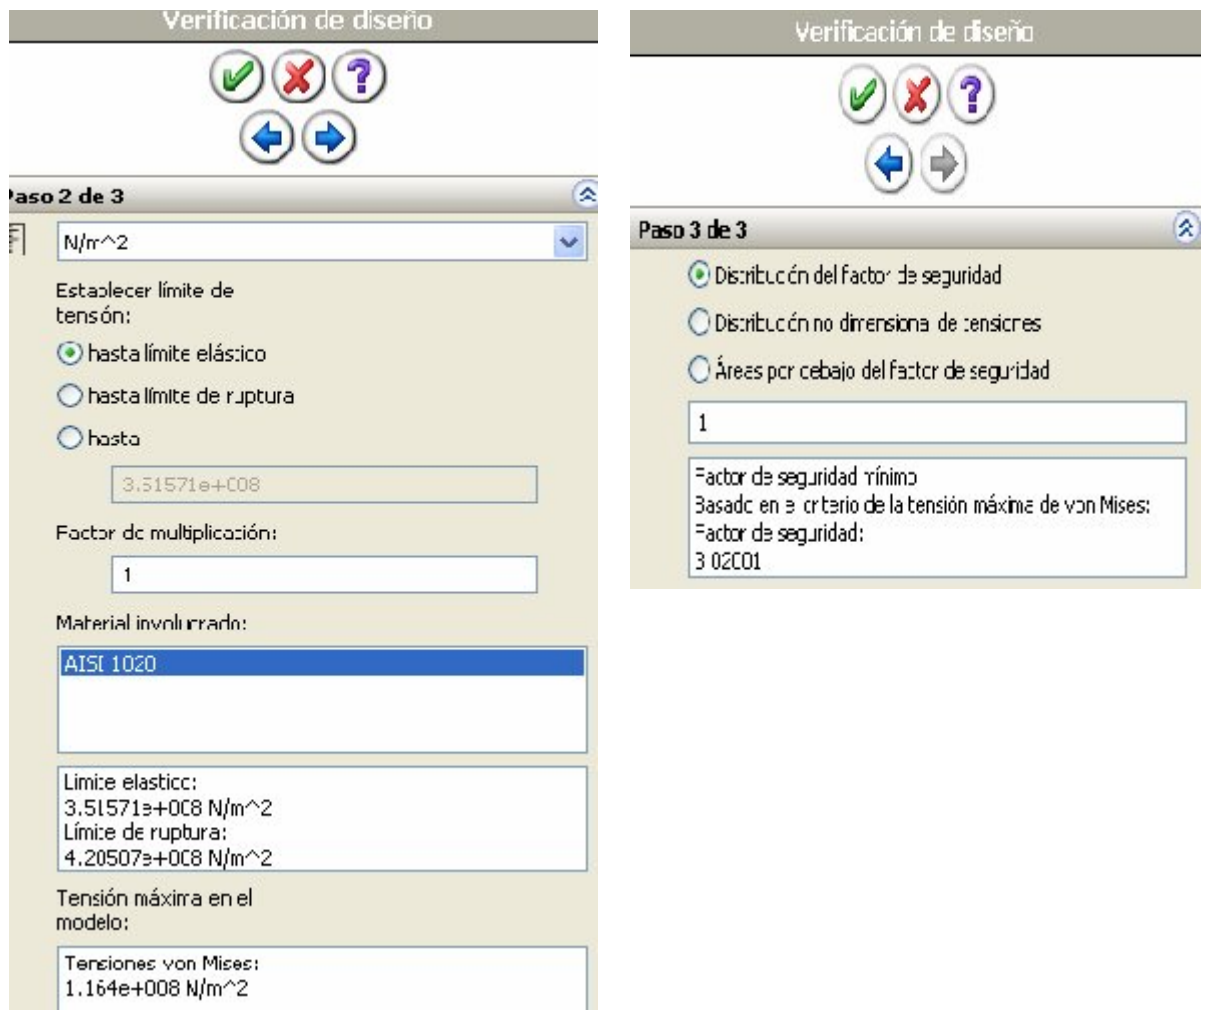 Verificación de diseño
Paso 2 de 3
N/m^2
Establecer límite de
tensón:
hasta límite elástico
hasta límite de ruptura
hasta
3.51571e+008
Factor de multiplicación:
1
Material involucrado:
AISI 1020
Limite elastico:
3.51571e+008 N/m^2
Límite de ruptura:
4.20507e+008 N/m^2
Tensión máxima en el
modelo:
Tensiones von Mises:
1.164e+008 N/m^2
Verificación de diseño
Paso 3 de 3
Distribución del factor de seguridad
Distribución no dimensional de tensiones
Áreas por debajo del factor de seguridad
1
Factor de seguridad mínimo
Basado en el criterio de la tensión máxima de von Mises:
Factor de seguridad:
3.02001